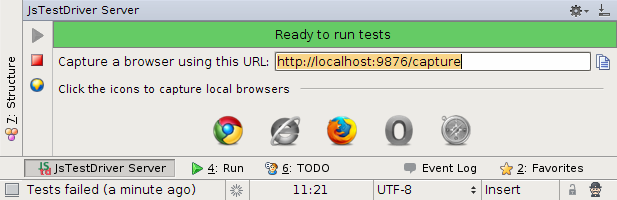 JsTestDriver Server
Ready to run tests
Capture a browser using this URL: http://localhost:9876/capture
Click the icons to capture local browsers
7: Structure
JsTestDriver Server 4: Run 6: TODO Event Log 2: Favorites
Tests failed (a minute ago) 11:21 UTF-8 Insert